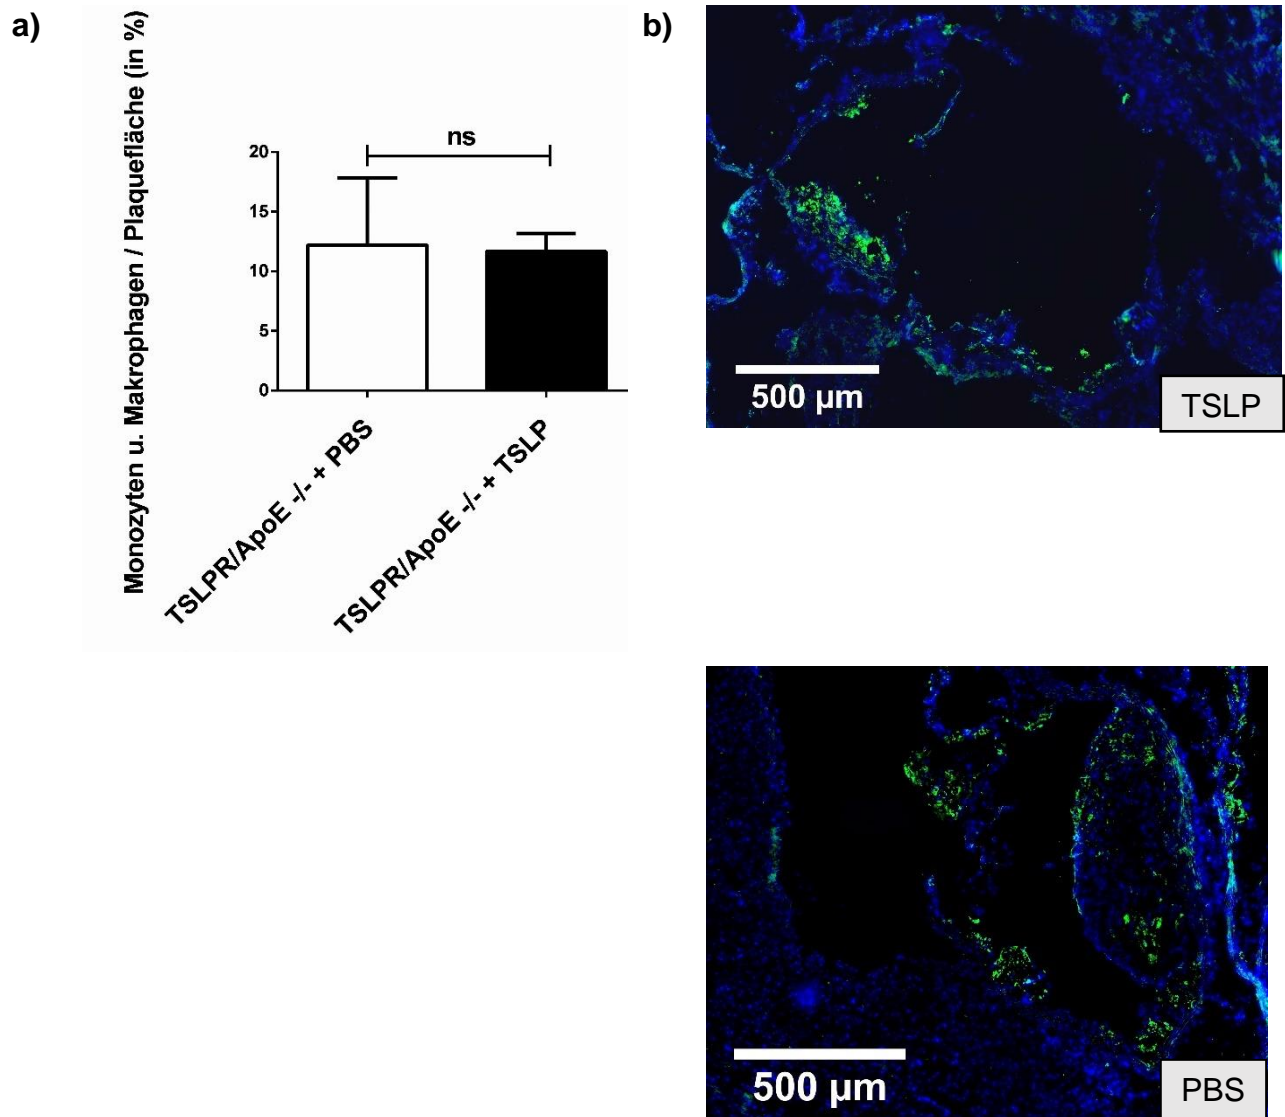 a)
Monozyten u. Makrophagen / Plaquefläche (in %)
ns
20
15
10
5
0
TSLPR/ApoE -/- + PBS
TSLPR/ApoE -/- + TSLP
b)
500 µm
TSLP
500 µm
PBS